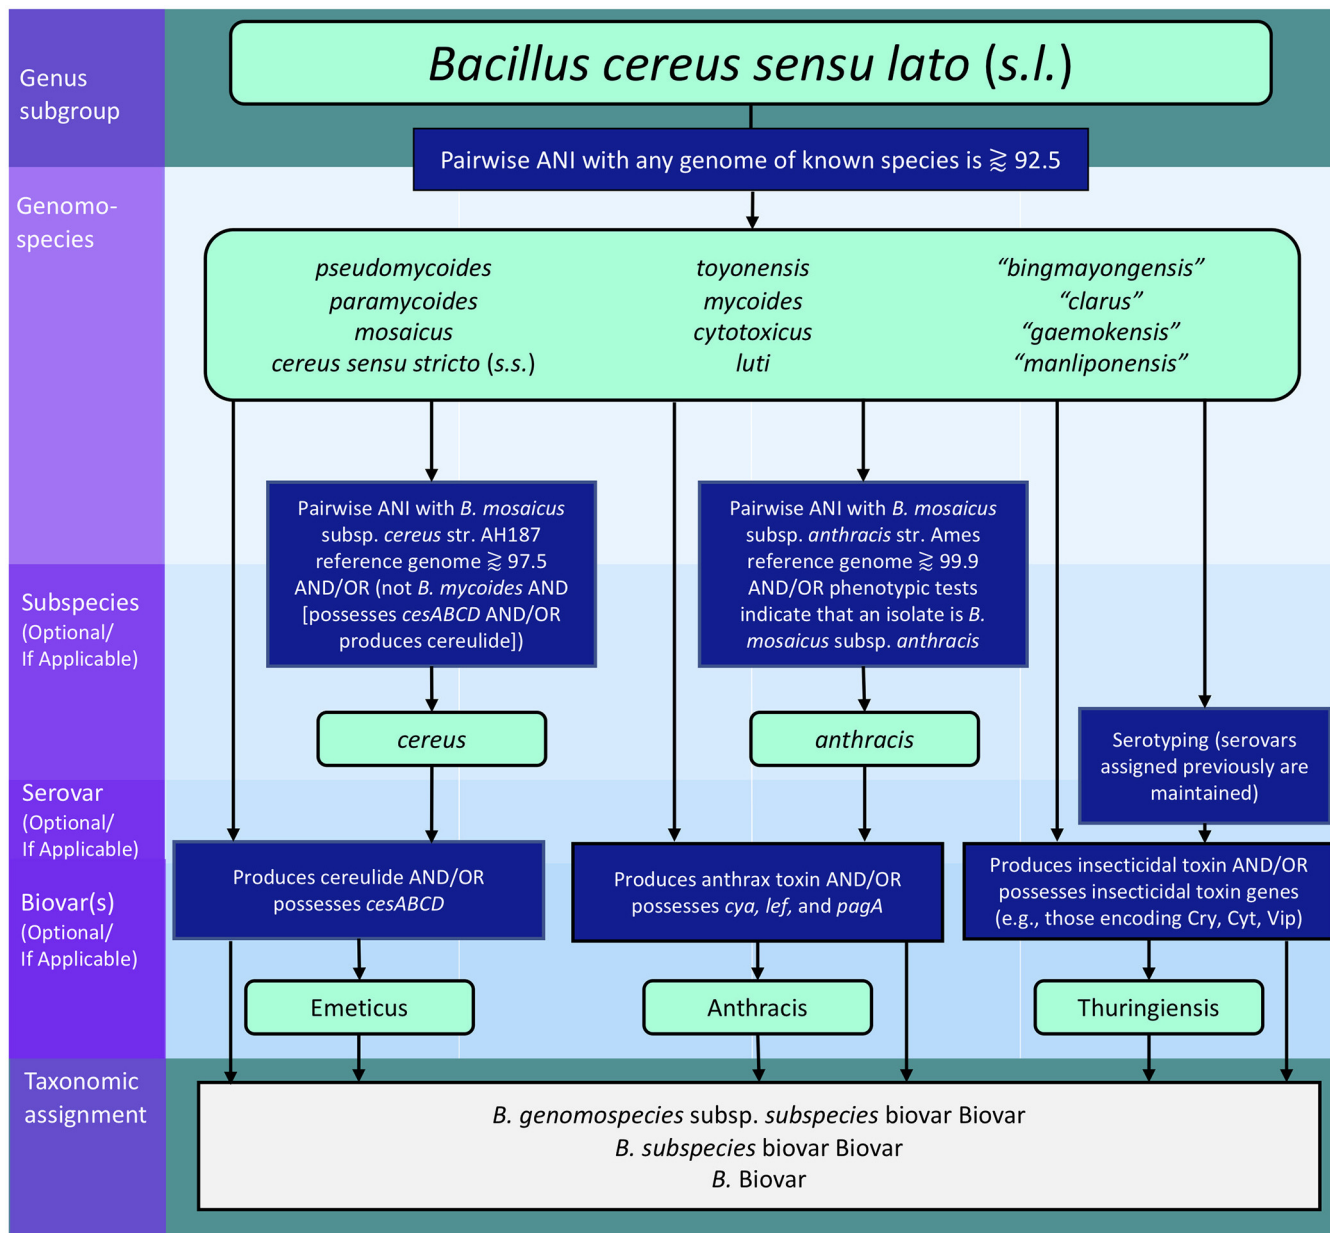 Genus
subgroup
Bacillus cereus sensu lato (s.l.)
Pairwise ANI with any genome of known species is ⪆ 92.5
Genomo-
species
pseudomycoides
paramycoides
mosaicus
cereus sensu stricto (s.s.)
toyonensis
mycoides
cytotoxicus
luti
“bingmayongensis”
“clarus”
“gaemokensis”
“manliponensis”
Pairwise ANI with B. mosaicus
subsp. cereus str. AH187
reference genome ⪆ 97.5
AND/OR (not B. mycoides AND
[possesses cesABCD AND/OR
produces cereulide])
Pairwise ANI with B. mosaicus
subsp. anthracis str. Ames
reference genome ⪆ 99.9
AND/OR phenotypic tests
indicate that an isolate is B.
mosaicus subsp. anthracis
Subspecies
(Optional/
If Applicable)
cereus
anthracis
Serotyping (serovars
assigned previously are
maintained)
Serovar
(Optional/
If Applicable)
Biovar(s)
(Optional/
If Applicable)
Produces cereulide AND/OR
possesses cesABCD
Produces anthrax toxin AND/OR
possesses cya, lef, and pagA
Produces insecticidal toxin AND/OR
possesses insecticidal toxin genes
(e.g., those encoding Cry, Cyt, Vip)
Emeticus
Anthracis
Thuringiensis
Taxonomic
assignment
B. genomospecies subsp. subspecies biovar Biovar
B. subspecies biovar Biovar
B. Biovar